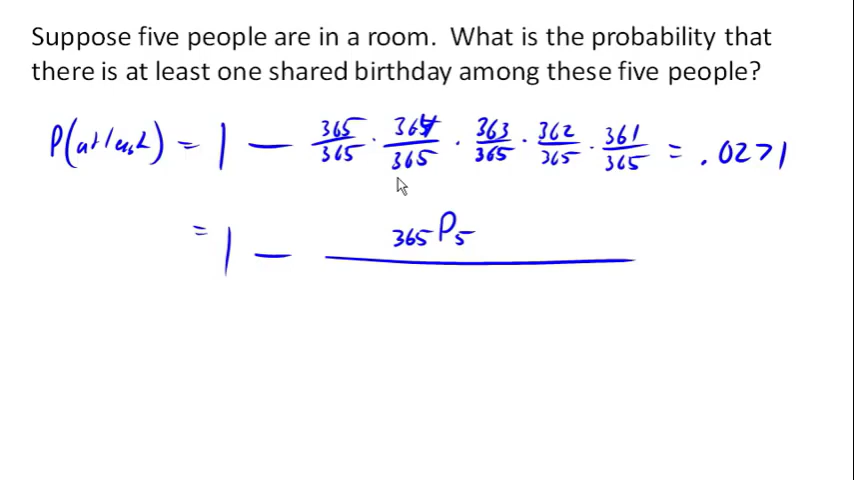 Suppose five people are in a room. What is the probability that
there is at least one shared birthday among these five people?
P(at least) = 1 — 365/365 · 364/365 · 363/365 · 362/365 · 361/365 = .0271
= 1 — 365P5